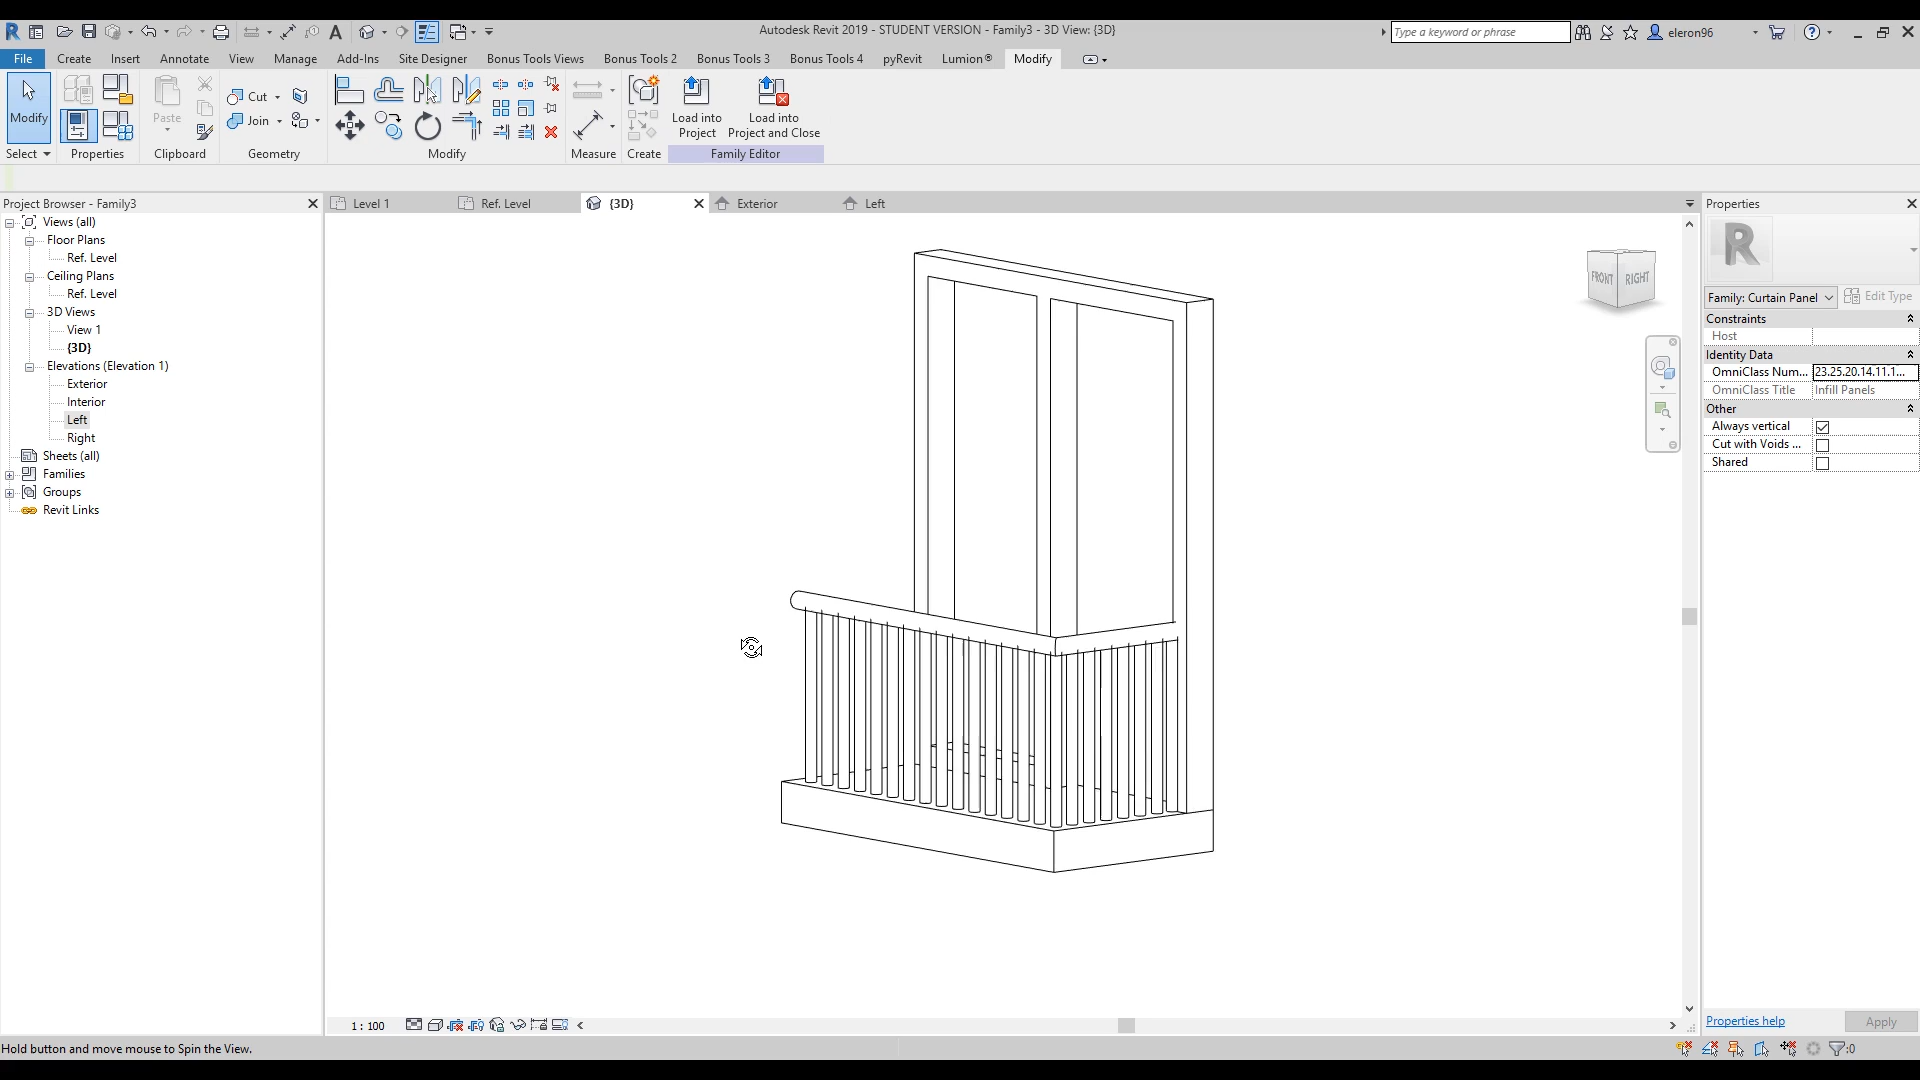 Autodesk Revit 2019 - STUDENT VERSION - Family3 - 3D View: {3D}
Type a keyword or phrase
eleron96
File Create Insert Annotate View Manage Add-Ins Site Designer Bonus Tools Views Bonus Tools 2 Bonus Tools 3 Bonus Tools 4 pyRevit Lumion® Modify
Modify
Paste
Cut
Join
Load into Project
Load into Project and Close
Select Properties Clipboard Geometry Modify Measure Create Family Editor
Project Browser - Family3
Level 1 Ref. Level {3D} Exterior Left
Properties
Views (all)
Floor Plans
Ref. Level
Ceiling Plans
Ref. Level
3D Views
View 1
{3D}
Elevations (Elevation 1)
Exterior
Interior
Left
Right
Sheets (all)
Families
Groups
Revit Links
FRONT RIGHT
R
Family: Curtain Panel Edit Type
Constraints
Host
Identity Data
OmniClass Num... 23.25.20.14.11.1...
OmniClass Title Infill Panels
Other
Always vertical
Cut with Voids ...
Shared
Properties help Apply
1 : 100
Hold button and move mouse to Spin the View.
:0